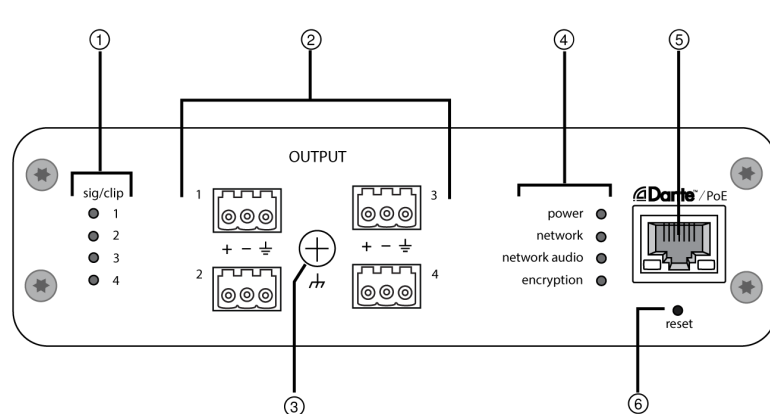 ① ② ④ ⑤
OUTPUT
sig/clip
1
2
3
4
1
3
+ − ⏚
+ − ⏚
2
4
power
network
network audio
encryption
Dante™ / PoE
reset
③ ⑥